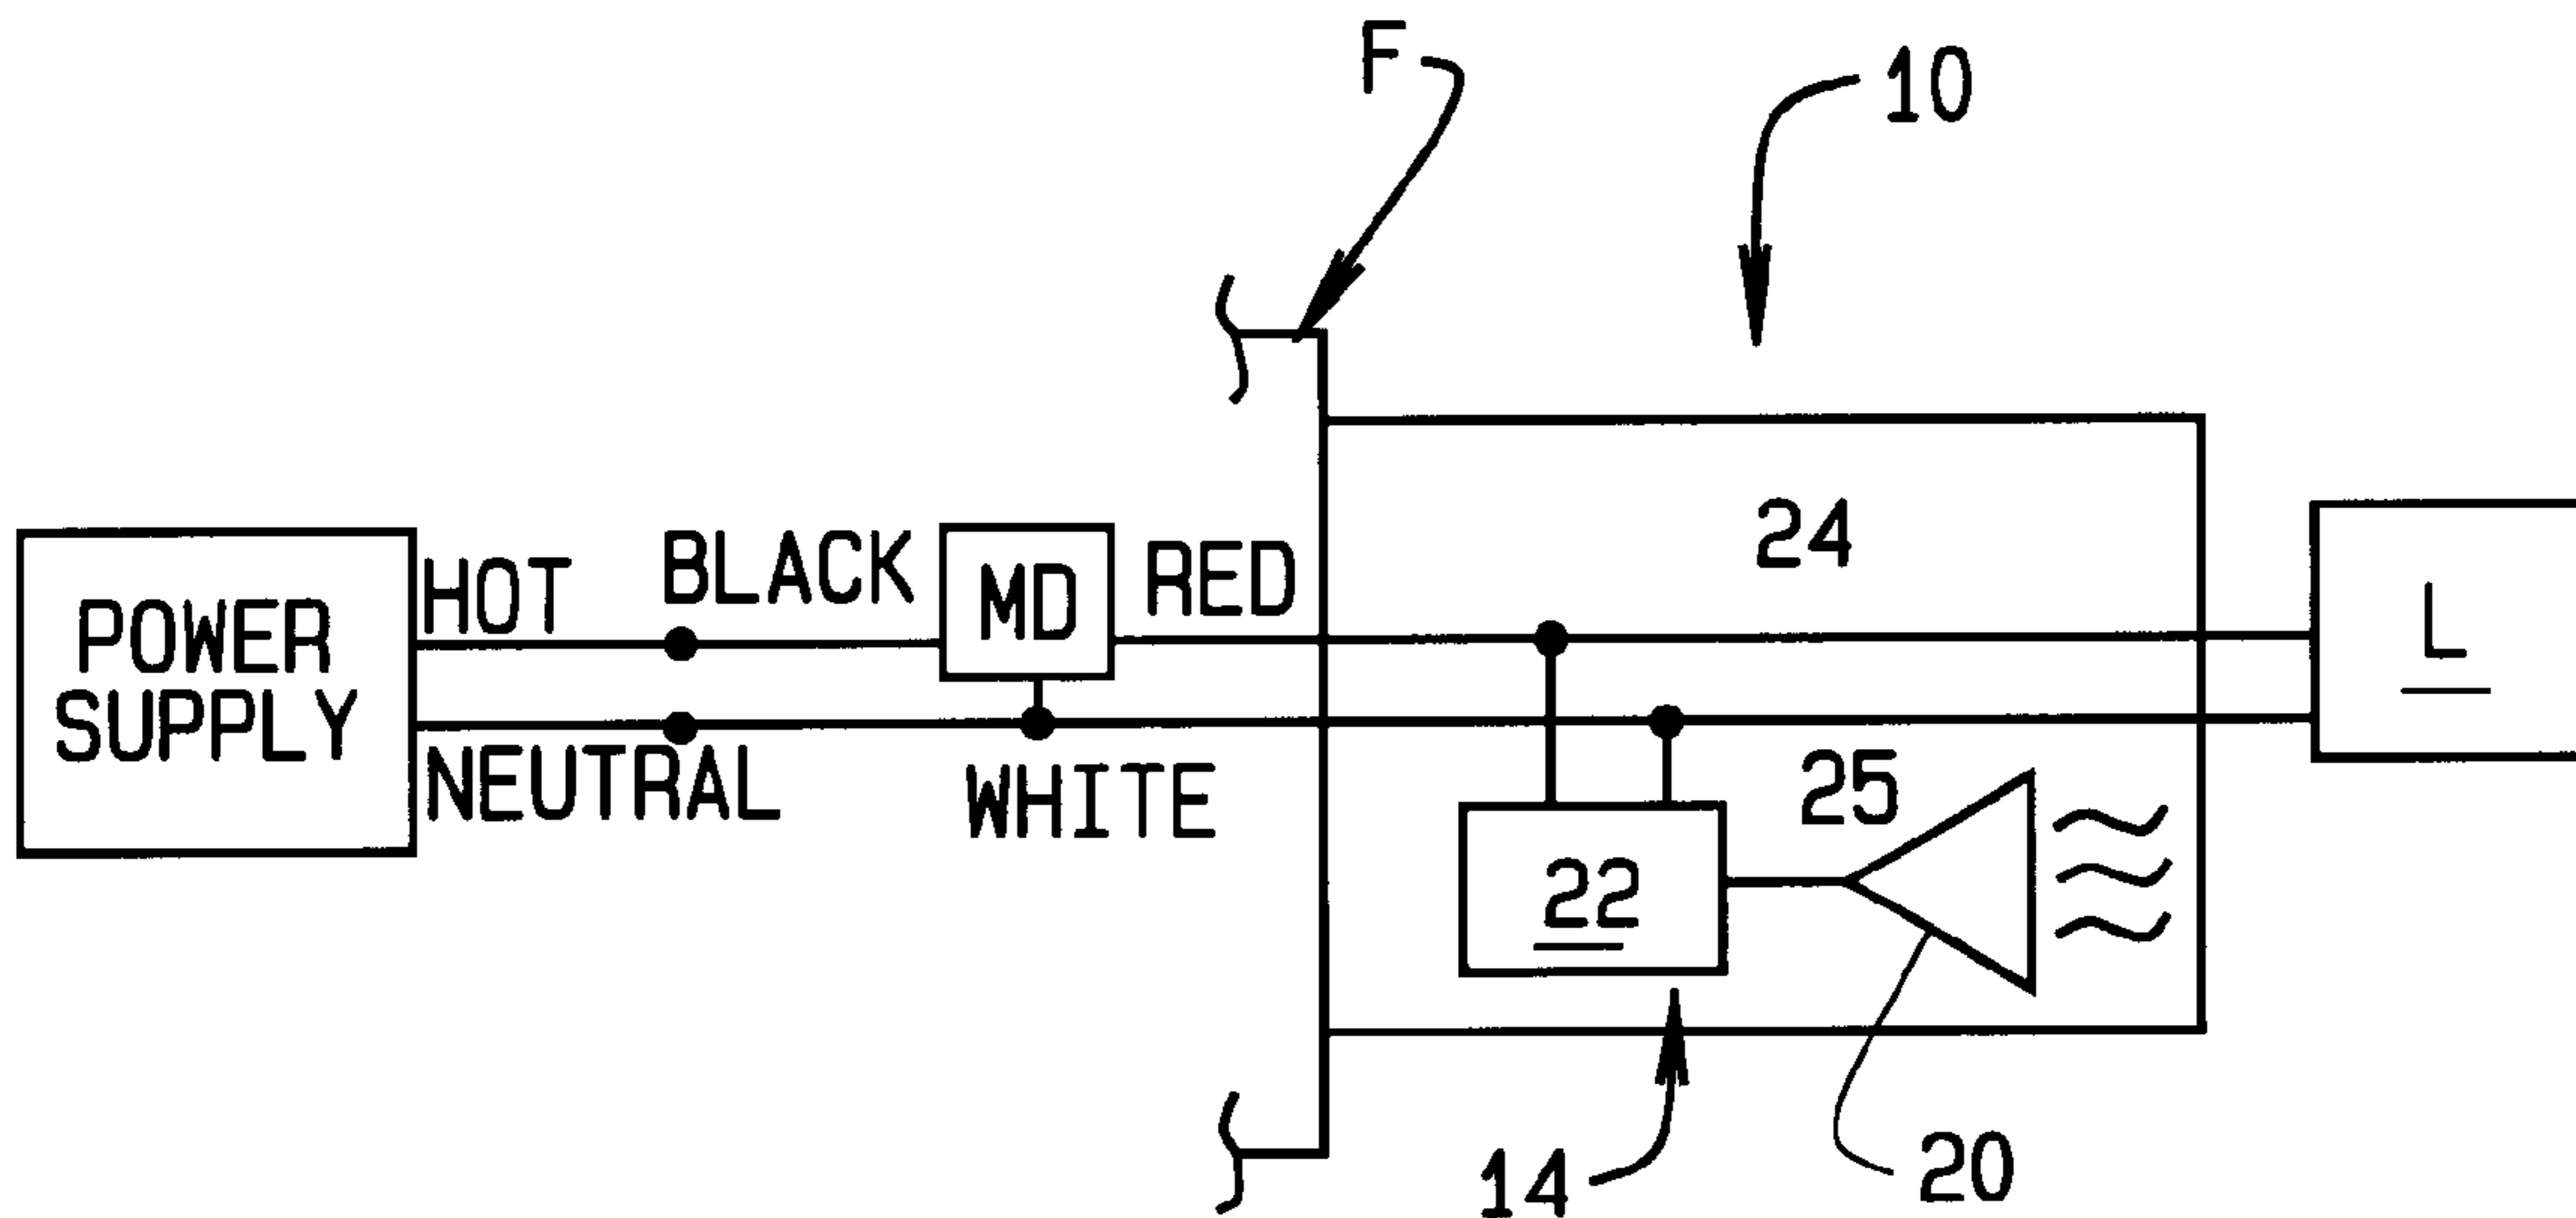 F
10
24
HOT
BLACK
MD
RED
POWER
SUPPLY
L
NEUTRAL
WHITE
25
22
14
20